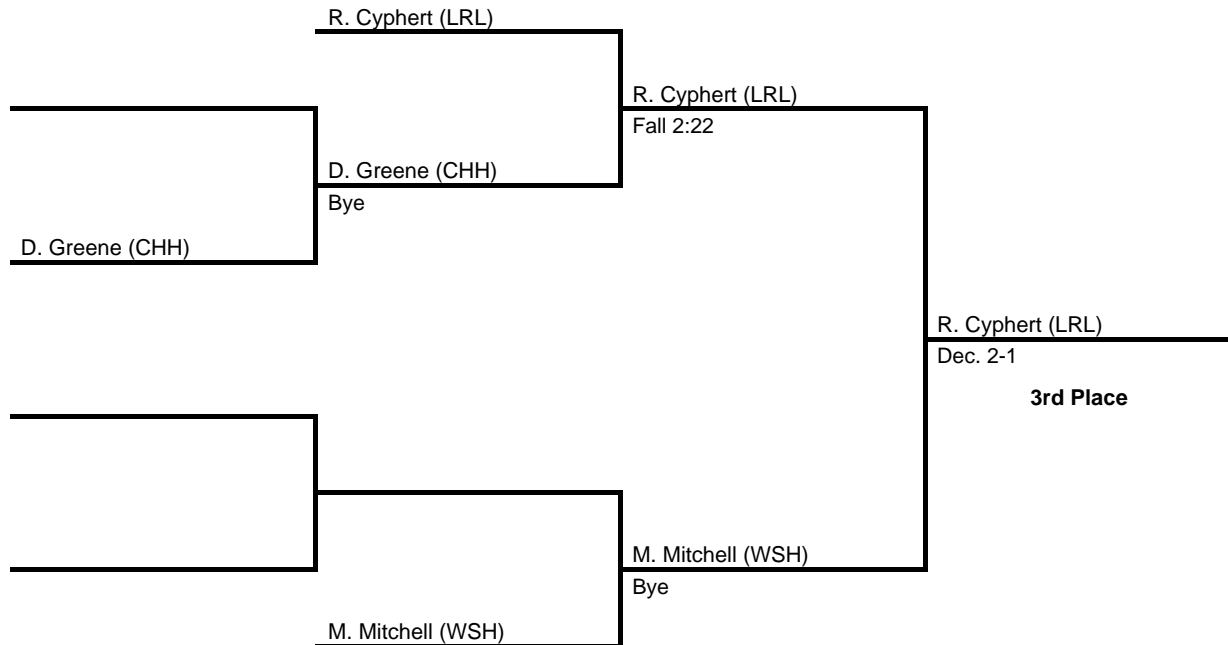 R. Cyphert (LRL)
R. Cyphert (LRL)
Fall 2:22
D. Greene (CHH)
Bye
D. Greene (CHH)
R. Cyphert (LRL)
Dec. 2-1
3rd Place
M. Mitchell (WSH)
Bye
M. Mitchell (WSH)